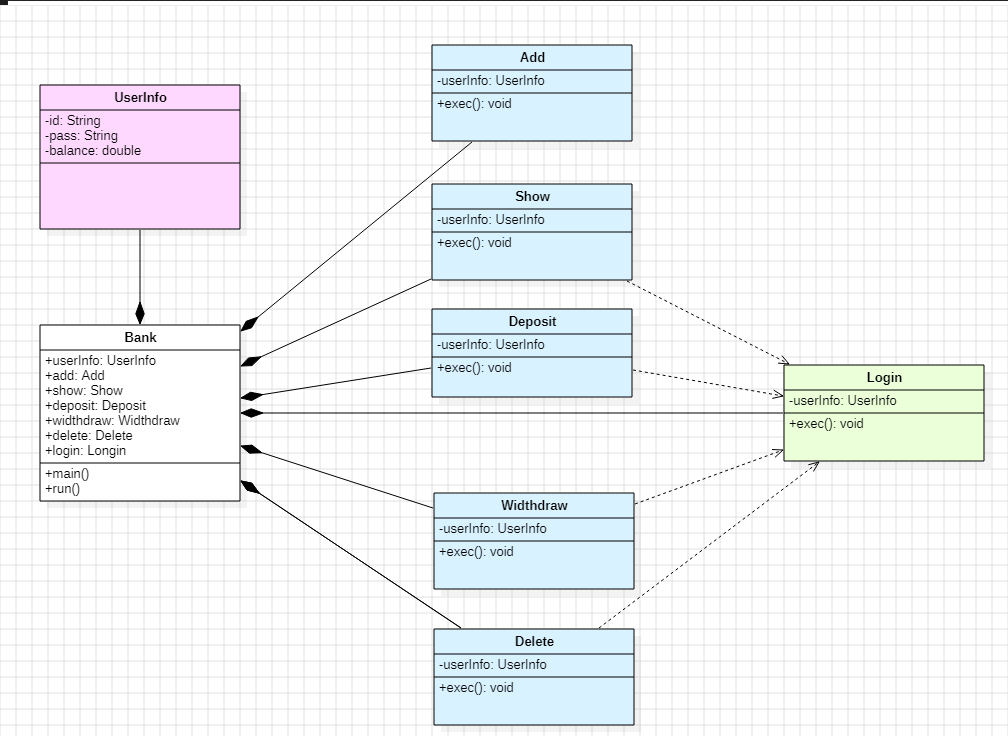 UserInfo
-id: String
-pass: String
-balance: double
Bank
+userInfo: UserInfo
+add: Add
+show: Show
+deposit: Deposit
+widthdraw: Widthdraw
+delete: Delete
+login: Longin
+main()
+run()
Add
-userInfo: UserInfo
+exec(): void
Show
-userInfo: UserInfo
+exec(): void
Deposit
-userInfo: UserInfo
+exec(): void
Widthdraw
-userInfo: UserInfo
+exec(): void
Delete
-userInfo: UserInfo
+exec(): void
Login
-userInfo: UserInfo
+exec(): void